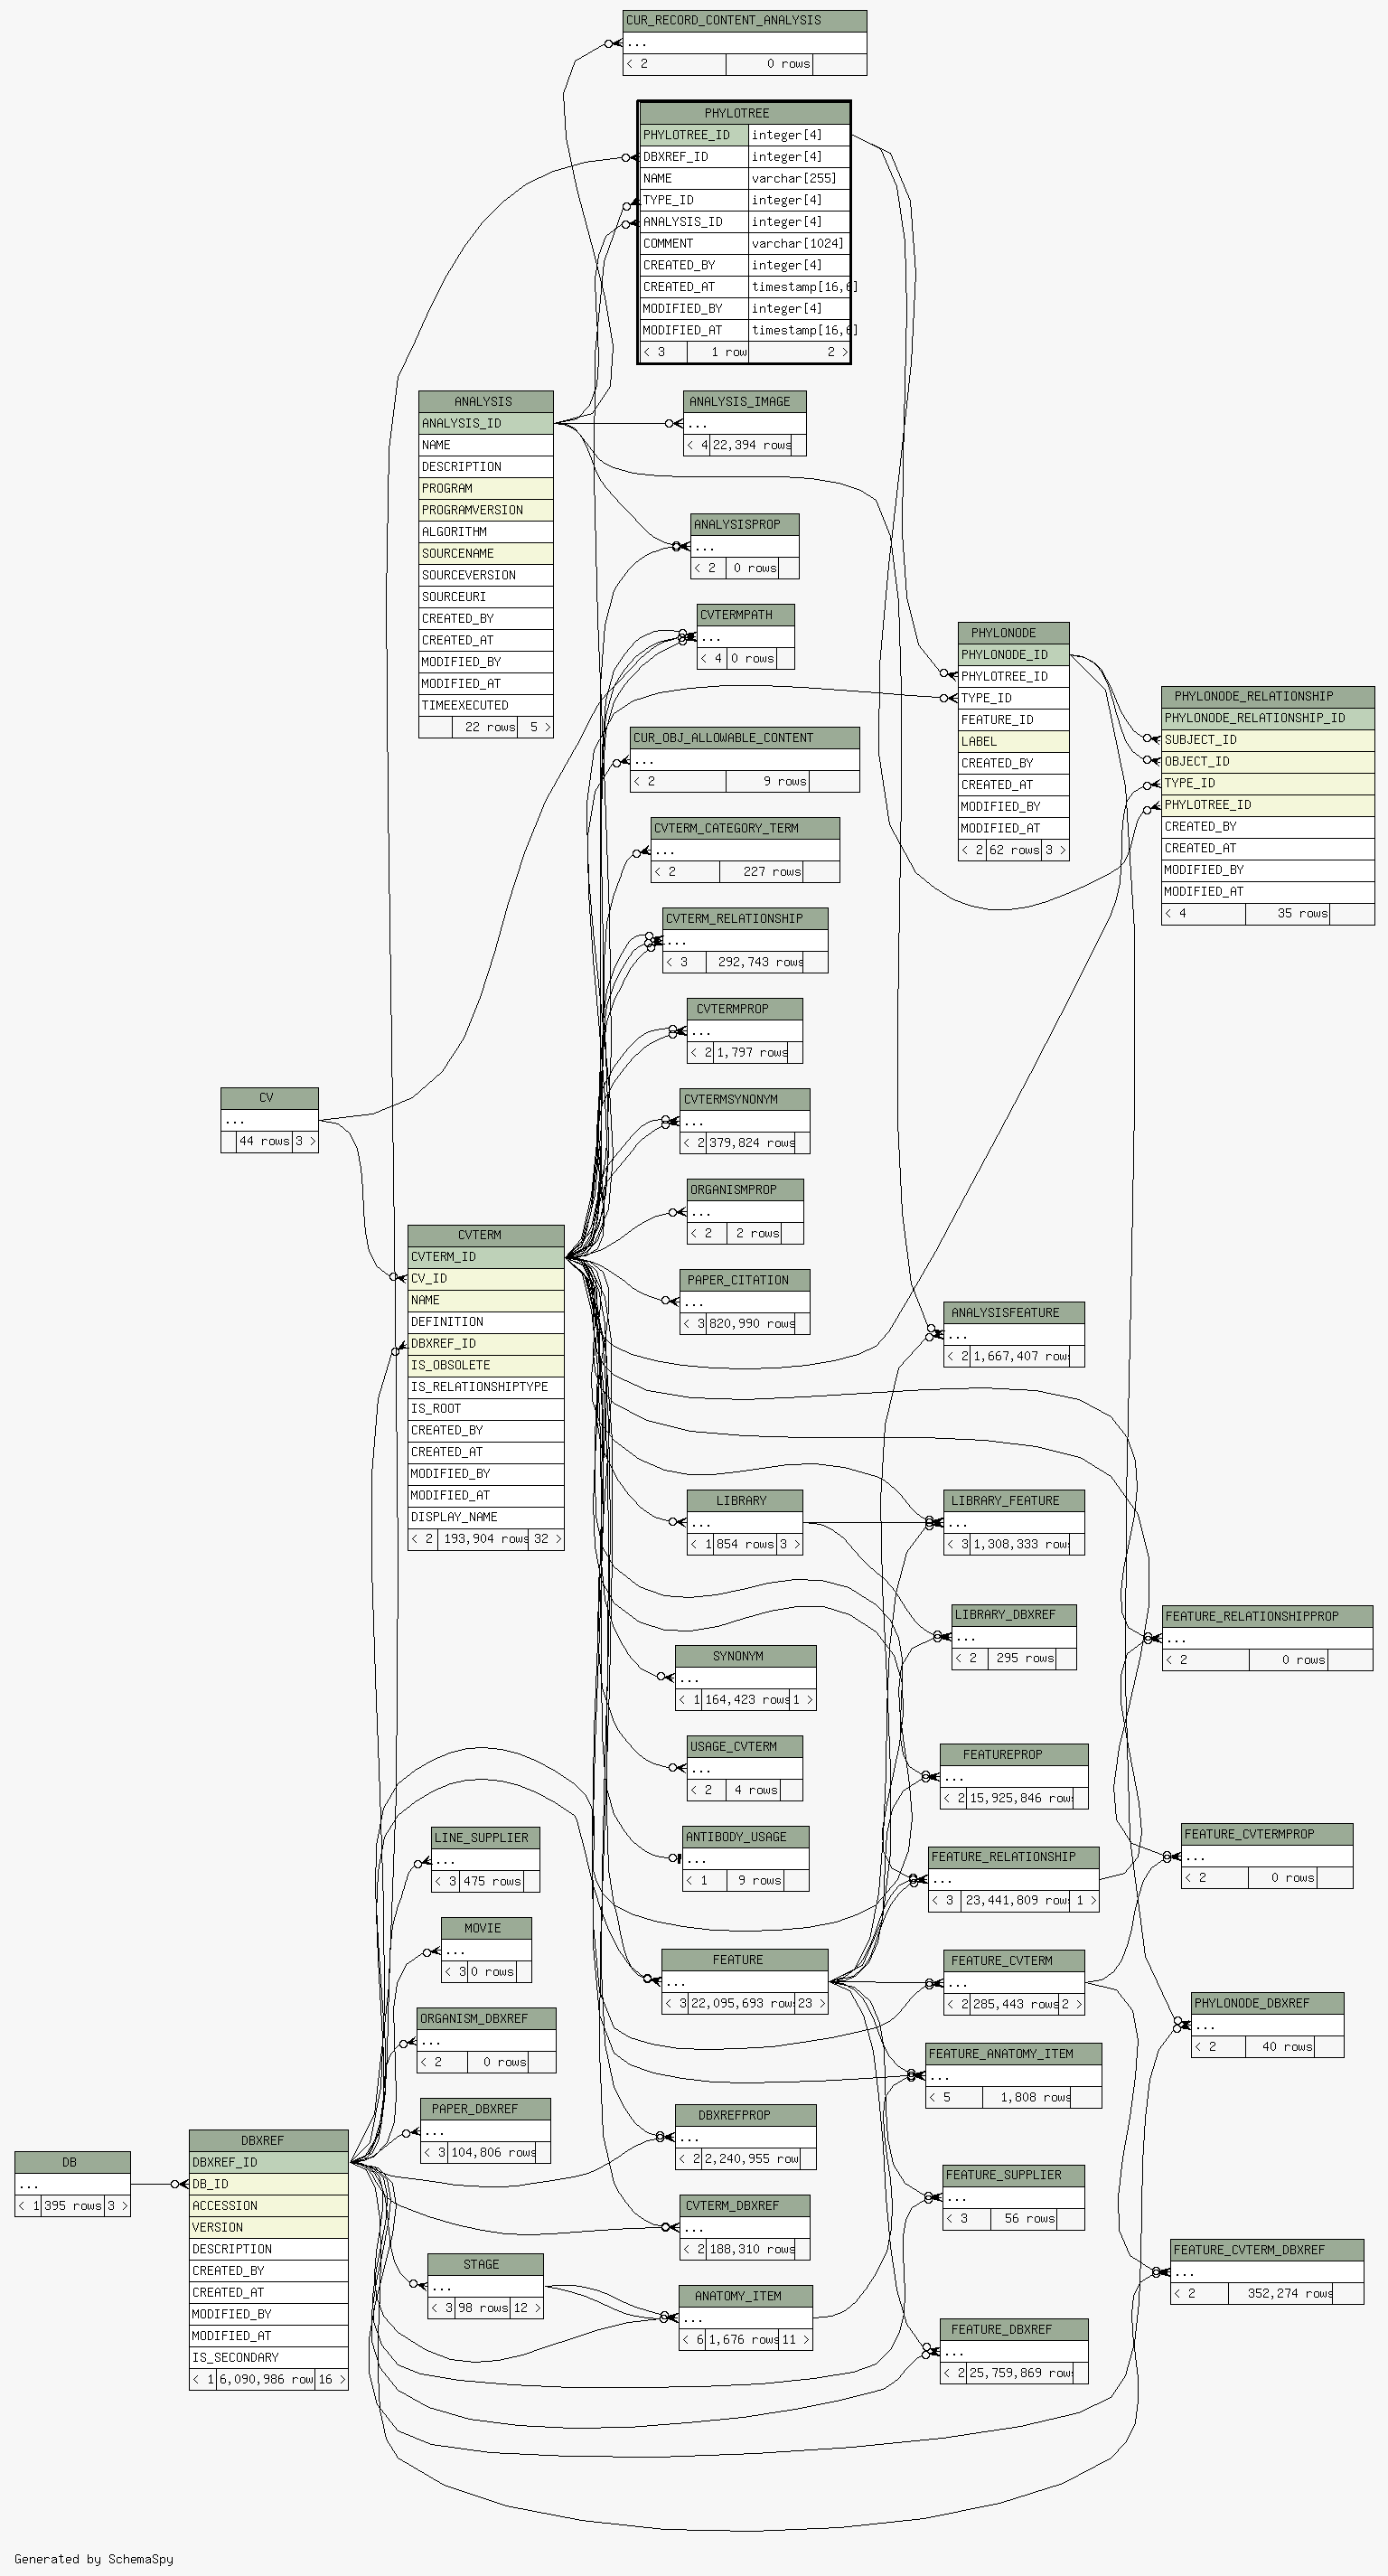 CUR_RECORD_CONTENT_ANALYSIS
...
< 2 0 rows
PHYLOTREE
PHYLOTREE_ID integer[4]
DBXREF_ID integer[4]
NAME varchar[255]
TYPE_ID integer[4]
ANALYSIS_ID integer[4]
COMMENT varchar[1024]
CREATED_BY integer[4]
CREATED_AT timestamp[16,6]
MODIFIED_BY integer[4]
MODIFIED_AT timestamp[16,6]
< 3 1 row 2 >
ANALYSIS
ANALYSIS_ID
NAME
DESCRIPTION
PROGRAM
PROGRAMVERSION
ALGORITHM
SOURCENAME
SOURCEVERSION
SOURCEURI
CREATED_BY
CREATED_AT
MODIFIED_BY
MODIFIED_AT
TIMEEXECUTED
22 rows 5 >
ANALYSIS_IMAGE
...
< 4 22,394 rows
ANALYSISPROP
...
< 2 0 rows
CVTERMPATH
...
< 4 0 rows
PHYLONODE
PHYLONODE_ID
PHYLOTREE_ID
TYPE_ID
FEATURE_ID
LABEL
CREATED_BY
CREATED_AT
MODIFIED_BY
MODIFIED_AT
< 2 62 rows 3 >
PHYLONODE_RELATIONSHIP
PHYLONODE_RELATIONSHIP_ID
SUBJECT_ID
OBJECT_ID
TYPE_ID
PHYLOTREE_ID
CREATED_BY
CREATED_AT
MODIFIED_BY
MODIFIED_AT
< 4 35 rows
CUR_OBJ_ALLOWABLE_CONTENT
...
< 2 9 rows
CVTERM_CATEGORY_TERM
...
< 2 227 rows
CVTERM_RELATIONSHIP
...
< 3 292,743 rows
CVTERMPROP
...
< 2 1,797 rows
CV
...
44 rows 3 >
CVTERMSYNONYM
...
< 2 379,824 rows
ORGANISMPROP
...
< 2 2 rows
CVTERM
CVTERM_ID
CV_ID
NAME
DEFINITION
DBXREF_ID
IS_OBSOLETE
IS_RELATIONSHIPTYPE
IS_ROOT
CREATED_BY
CREATED_AT
MODIFIED_BY
MODIFIED_AT
DISPLAY_NAME
< 2 193,904 rows 32 >
PAPER_CITATION
...
< 3 820,990 rows
ANALYSISFEATURE
...
< 2 1,667,407 rows
LIBRARY
...
< 1 854 rows 3 >
LIBRARY_FEATURE
...
< 3 1,308,333 rows
LIBRARY_DBXREF
...
< 2 295 rows
FEATURE_RELATIONSHIPPROP
...
< 2 0 rows
SYNONYM
...
< 1 164,423 rows 1 >
USAGE_CVTERM
...
< 2 4 rows
FEATUREPROP
...
< 2 15,925,846 rows
LINE_SUPPLIER
...
< 3 475 rows
ANTIBODY_USAGE
...
< 1 9 rows
FEATURE_RELATIONSHIP
...
< 3 23,441,809 rows 1 >
FEATURE_CVTERMPROP
...
< 2 0 rows
MOVIE
...
< 3 0 rows
FEATURE
...
< 3 22,095,693 rows 23 >
FEATURE_CVTERM
...
< 2 285,443 rows 2 >
PHYLONODE_DBXREF
...
< 2 40 rows
ORGANISM_DBXREF
...
< 2 0 rows
FEATURE_ANATOMY_ITEM
...
< 5 1,808 rows
PAPER_DBXREF
...
< 3 104,806 rows
DBXREFPROP
...
< 2 2,240,955 row
DB
...
< 1 395 rows 3 >
DBXREF
DBXREF_ID
DB_ID
ACCESSION
VERSION
DESCRIPTION
CREATED_BY
CREATED_AT
MODIFIED_BY
MODIFIED_AT
IS_SECONDARY
< 1 6,090,986 row 16 >
FEATURE_SUPPLIER
...
< 3 56 rows
CVTERM_DBXREF
...
< 2 188,310 rows
STAGE
...
< 3 98 rows 12 >
ANATOMY_ITEM
...
< 6 1,676 rows 11 >
FEATURE_CVTERM_DBXREF
...
< 2 352,274 rows
FEATURE_DBXREF
...
< 2 25,759,869 rows
Generated by SchemaSpy